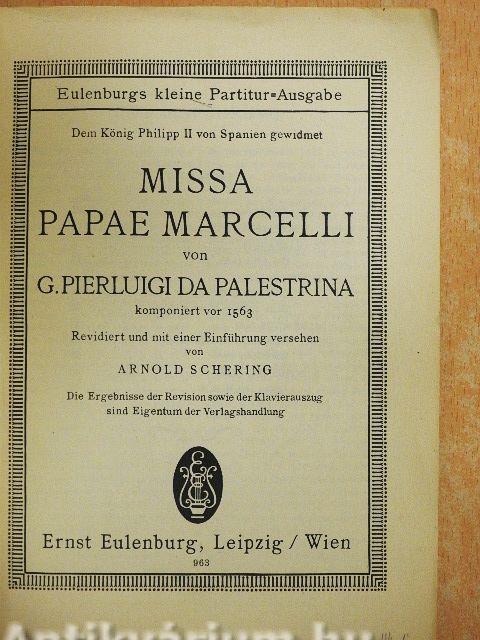 Eulenburgs kleine Partitur=Ausgabe
Dem König Philipp II von Spanien gewidmet
MISSA
PAPAE MARCELLI
von
G. PIERLUIGI DA PALESTRINA
komponiert vor 1563
Revidiert und mit einer Einführung versehen
von
ARNOLD SCHERING
Die Ergebnisse der Revision sowie der Klavierauszug
sind Eigentum der Verlagshandlung
Ernst Eulenburg, Leipzig / Wien
963
Antikvárium.hu